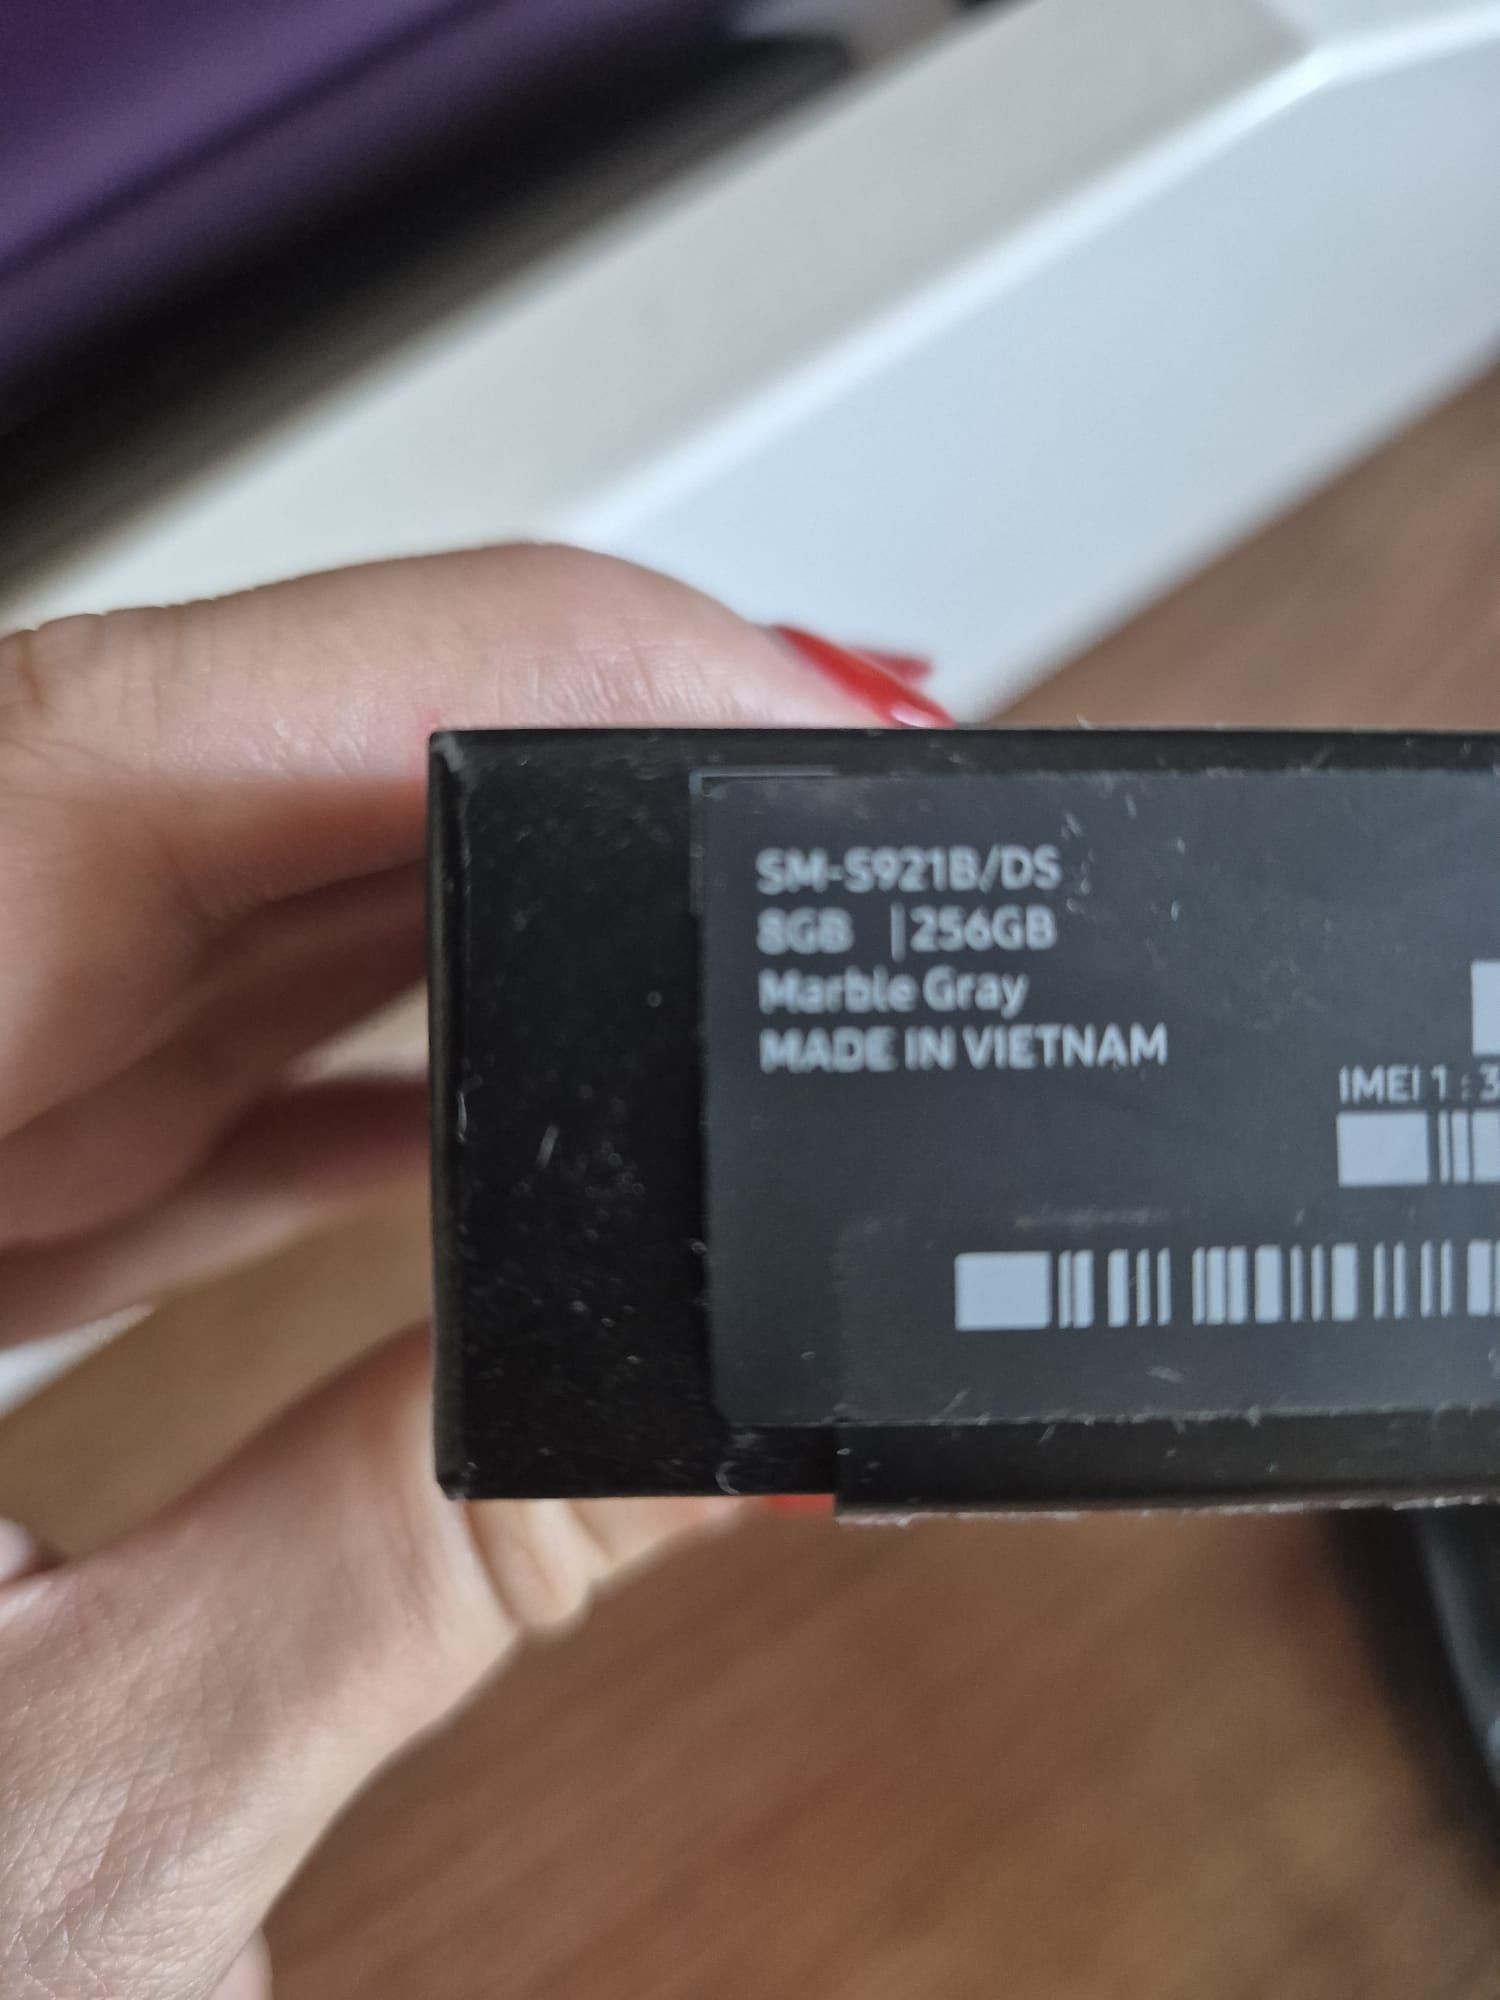 SM-S921B/DS
8GB |256GB
Marble Gray
MADE IN VIETNAM
IMEI 1 : 3